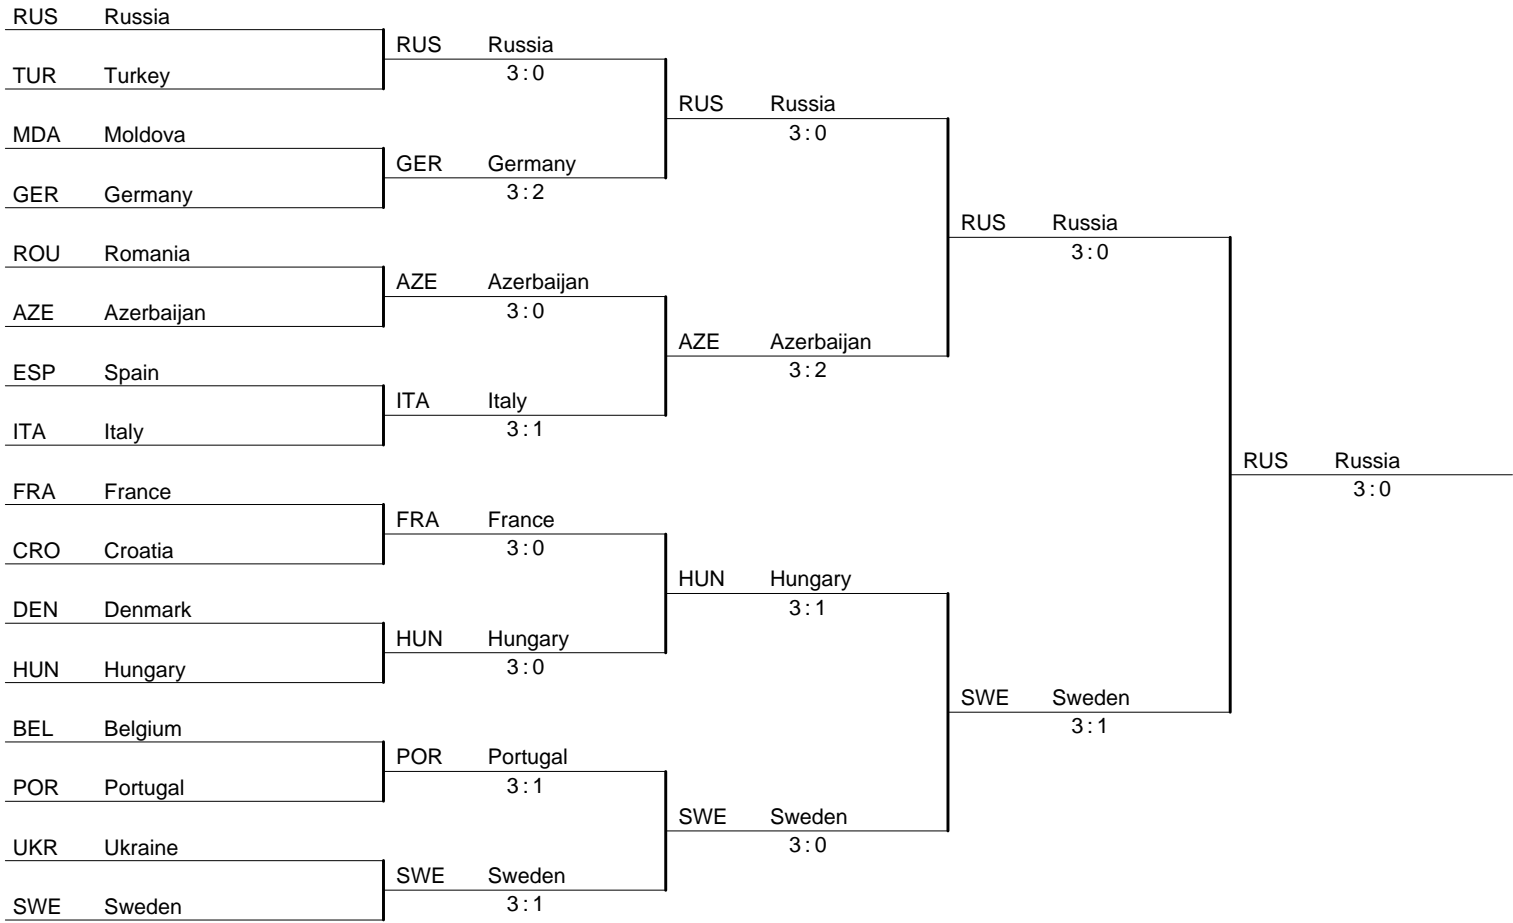 RUS Russia
TUR Turkey
MDA Moldova
GER Germany
ROU Romania
AZE Azerbaijan
ESP Spain
ITA Italy
FRA France
CRO Croatia
DEN Denmark
HUN Hungary
BEL Belgium
POR Portugal
UKR Ukraine
SWE Sweden
RUS Russia
3:0
GER Germany
3:2
AZE Azerbaijan
3:0
ITA Italy
3:1
FRA France
3:0
HUN Hungary
3:0
POR Portugal
3:1
SWE Sweden
3:1
RUS Russia
3:0
AZE Azerbaijan
3:2
HUN Hungary
3:1
SWE Sweden
3:0
RUS Russia
3:0
SWE Sweden
3:1
RUS Russia
3:0